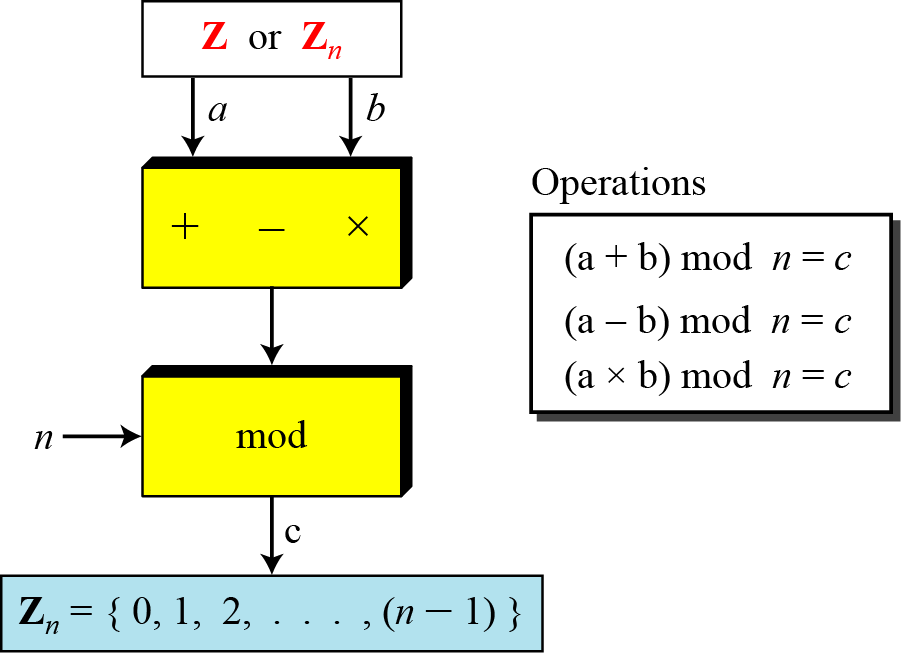 Z or Zn
a b
+ – ×
n mod
c
Zn = { 0, 1, 2, . . . , (n − 1) }
Operations
(a + b) mod n = c
(a – b) mod n = c
(a × b) mod n = c